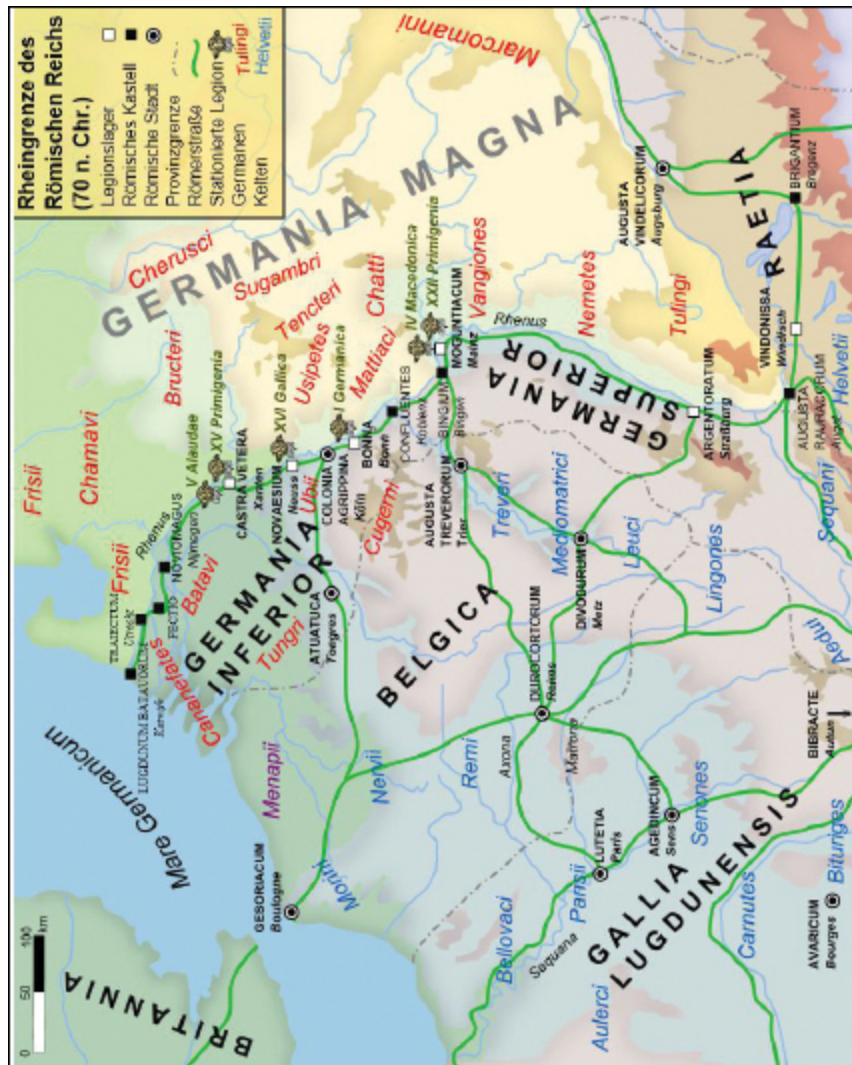 Rheingrenze des
Römischen Reichs
(70 n. Chr.)
Legionslager
Römisches Kastell
Römische Stadt
Provinzgrenze
Römerstraße
Stationierte Legion
Germanen
Tulingi
Kelten
Helvetii
0 50 100
km
BRITANNIA
Mare Germanicum
Frisii
Chamavi
Frisii
TRAIECTUM
Utrecht
LUGDUNUM BATAUORUM
Katwijk
FECTIO
NOVIOMAGUS
Nijmegen
Rhenus
Cananefates
Batavi
Bructeri
V Alaudae
XV Primigenia
CASTRA VETERA
Xanten
XVI Gallica
NOVAESIUM
Neuss
Ubii
Cherusci
Sugambri
Tencteri
Usipetes
GERMANIA MAGNA
Marcomanni
GERMANIA
INFERIOR
Tungri
ATUATUCA
Tongres
COLONIA
AGRIPPINA
Köln
I Germanica
BONNA
Bonn
Cugerni
Mattiaci
Chatti
CONFLUENTES
Koblenz
IV Macedonica
XXII Primigenia
BINGIUM
Bingen
MOGUNTIACUM
Mainz
Vangiones
Rhenus
Nemetes
Tulingi
GESORIACUM
Boulogne
Menapii
Morini
Nervii
BELGICA
AUGUSTA
TREVERORUM
Trier
Treveri
Remi
Axona
DUROCORTORUM
Reims
Matrona
Mediomatrici
DIVODURUM
Metz
Leuci
GERMANIA
SUPERIOR
ARGENTORATUM
Straßburg
AUGUSTA
VINDELICORUM
Augsburg
RAETIA
BRIGANTIUM
Bregenz
VINDONISSA
Windisch
AUGUSTA
RAURACORUM
Augst
Helvetii
Sequani
Lingones
Bellovaci
Sequana
Parisii
LUTETIA
Paris
AGEDINCUM
Sens
Senones
GALLIA
LUGDUNENSIS
Aulerci
Carnutes
AVARICUM
Bourges
Bituriges
BIBRACTE
Autun
Aedui